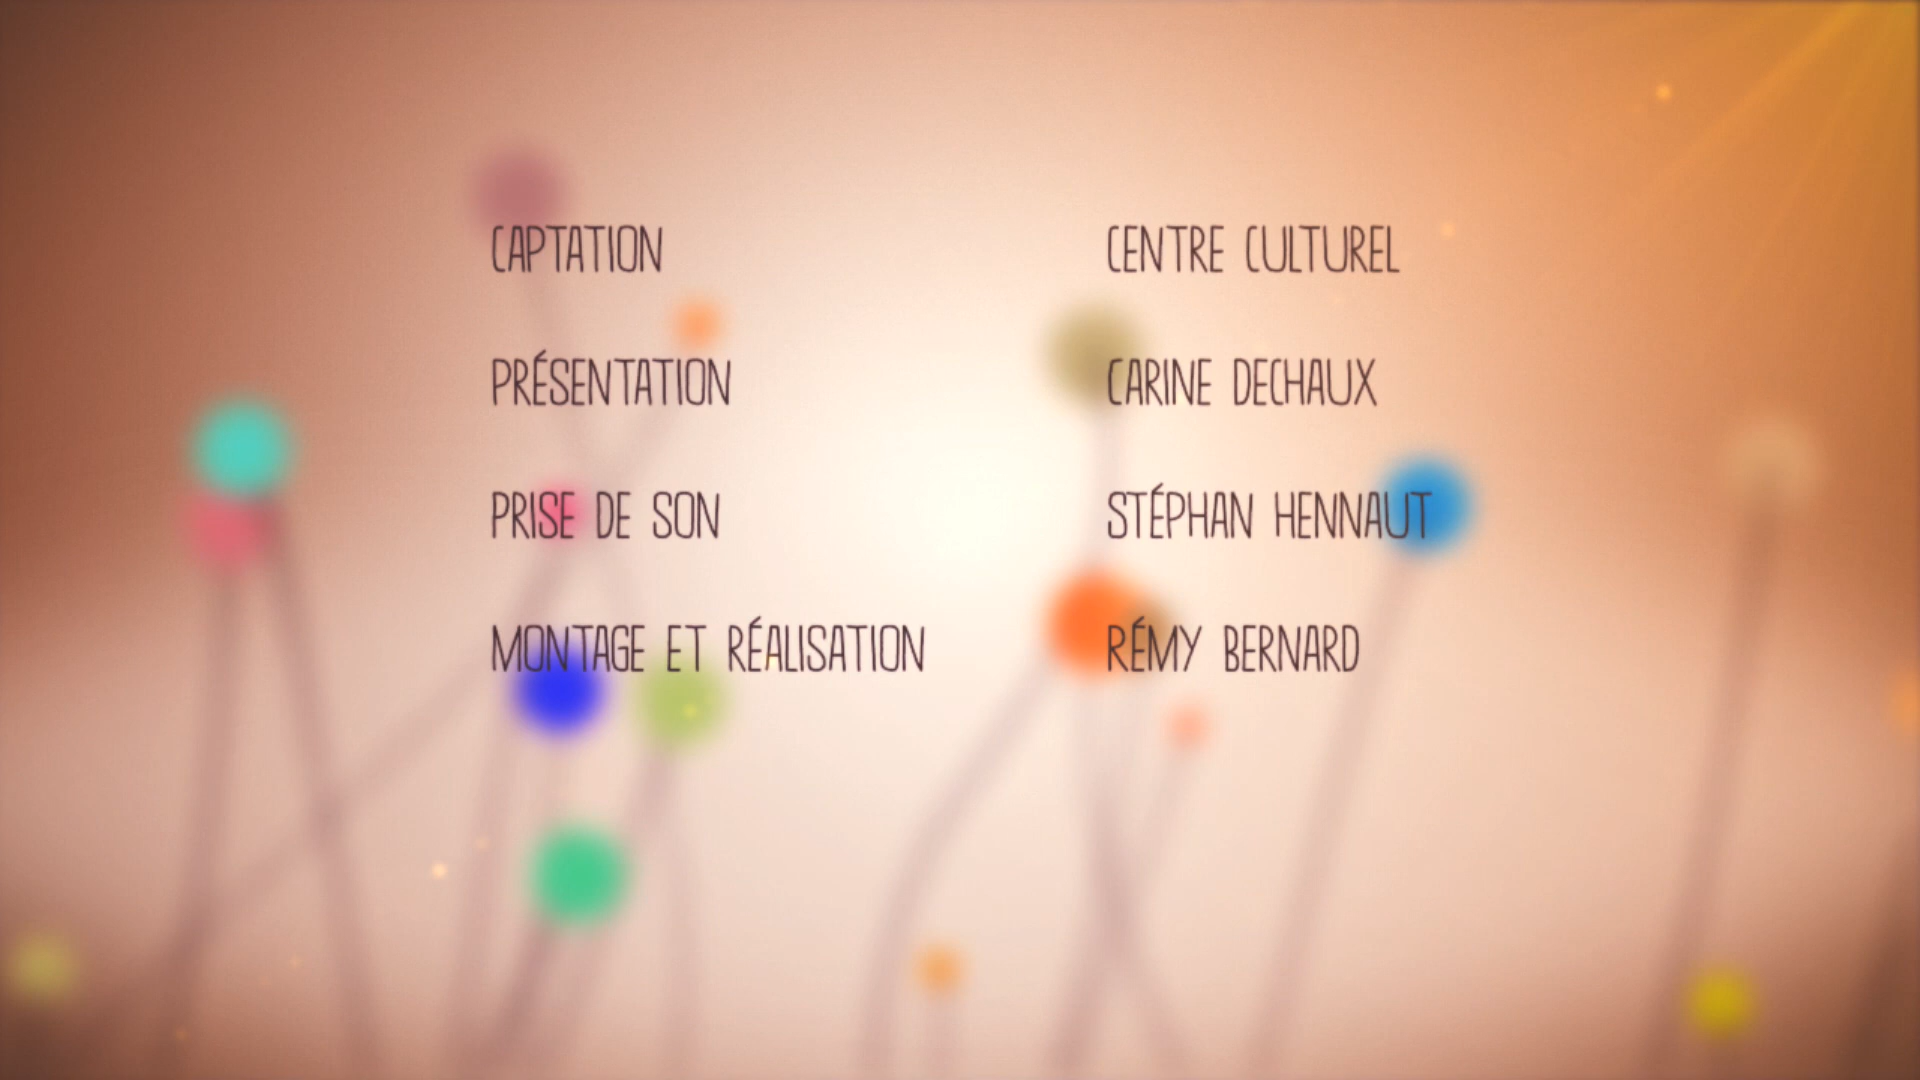 CAPTATION CENTRE CULTUREL
PRÉSENTATION CARINE DECHAUX
PRISE DE SON STÉPHAN HENNAUT
MONTAGE ET RÉALISATION RÉMY BERNARD